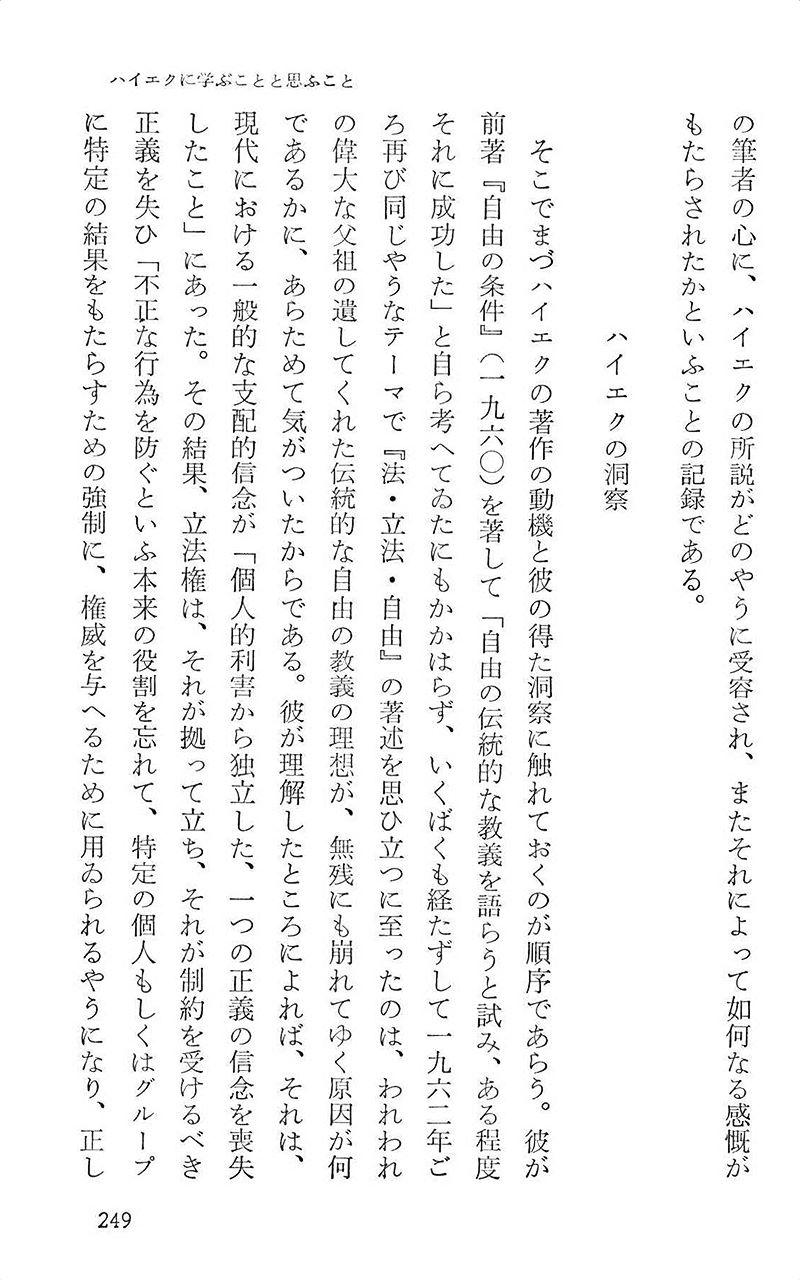 ハイエクに学ぶことと思ふこと
の筆者の心に、ハイエクの所説がどのやうに受容され、またそれによって如何なる感慨が
もたらされたかといふことの記録である。
ハイエクの洞察
そこでまづハイエクの著作の動機と彼の得た洞察に触れておくのが順序であらう。彼が
前著『自由の条件』（一九六〇）を著して「自由の伝統的な教義を語らうと試み、ある程度
それに成功した」と自ら考へてゐたにもかかはらず、いくばくも経たずして一九六二年ご
ろ再び同じやうなテーマで『法・立法・自由』の著述を思ひ立つに至ったのは、われわれ
の偉大な父祖の遺してくれた伝統的な自由の教義の理想が、無残にも崩れてゆく原因が何
であるかに、あらためて気がついたからである。彼が理解したところによれば、それは、
現代における一般的な支配的信念が「個人的利害から独立した、一つの正義の信念を喪失
したこと」にあった。その結果、立法権は、それが拠って立ち、それが制約を受けるべき
正義を失ひ「不正な行為を防ぐといふ本来の役割を忘れて、特定の個人もしくはグループ
に特定の結果をもたらすための強制に、権威を与へるために用ゐられるやうになり、正し
249